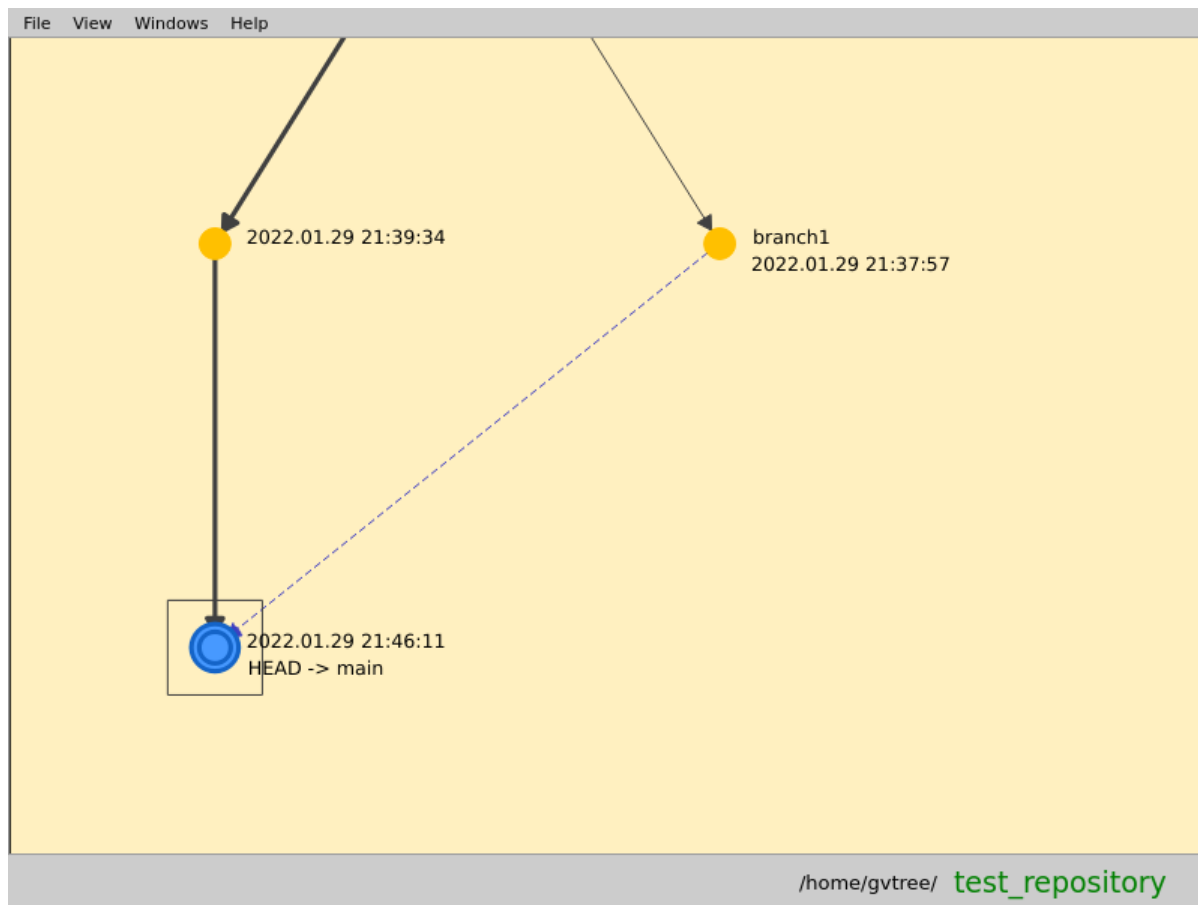 File View Windows Help
2022.01.29 21:39:34
branch1
2022.01.29 21:37:57
2022.01.29 21:46:11
HEAD -> main
/home/gvtree/ test_repository